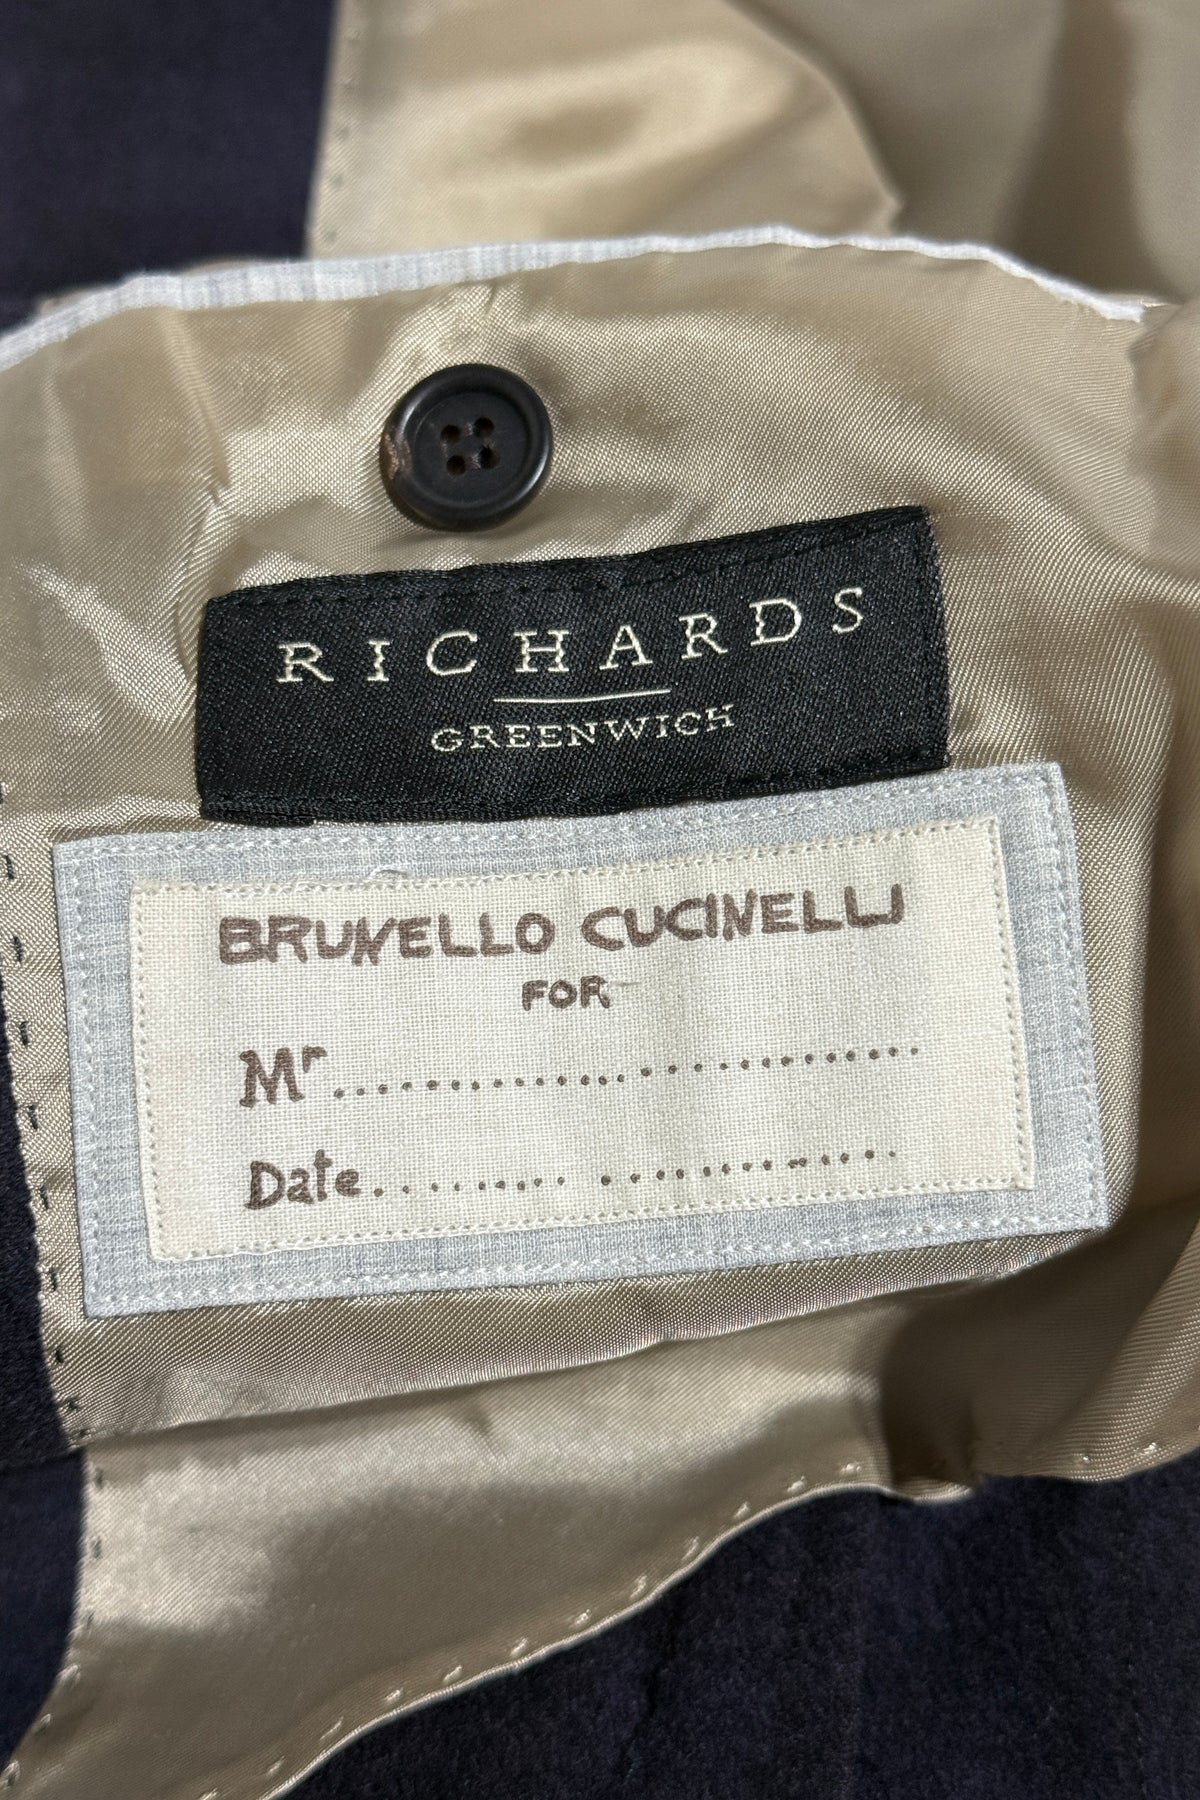 RICHARDS
GREENWICH
BRUNELLO CUCINELLI
FOR
Mr..............................
Date........................